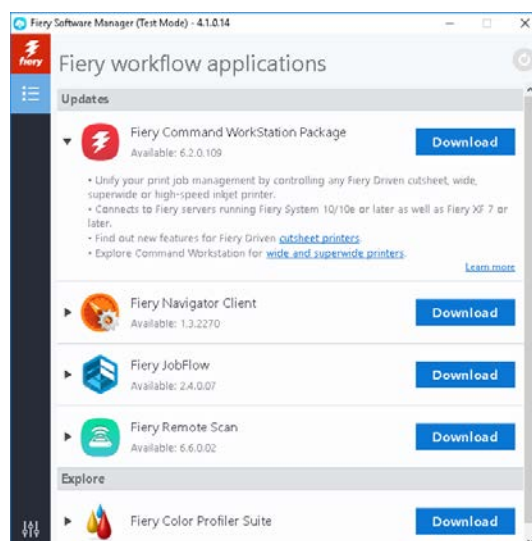 Fiery Software Manager (Test Mode) - 4.1.0.14
fiery
Fiery workflow applications
Updates
Fiery Command WorkStation Package
Available: 6.2.0.109
Download
• Unify your print job management by controlling any Fiery Driven cutsheet, wide,
superwide or high-speed inkjet printer.
• Connects to Fiery servers running Fiery System 10/10e or later as well as Fiery XF 7 or
later.
• Find out new features for Fiery Driven cutsheet printers.
• Explore Command Workstation for wide and superwide printers.
Learn more
Fiery Navigator Client
Available: 1.3.2270
Download
Fiery JobFlow
Available: 2.4.0.07
Download
Fiery Remote Scan
Available: 6.6.0.02
Download
Explore
Fiery Color Profiler Suite
Download